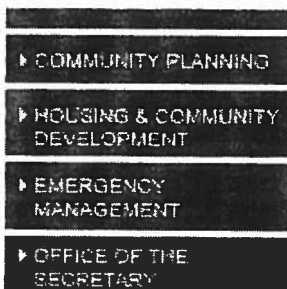 COMMUNITY PLANNING
HOUSING & COMMUNITY
DEVELOPMENT
EMERGENCY
MANAGEMENT
OFFICE OF THE
SECRETARY